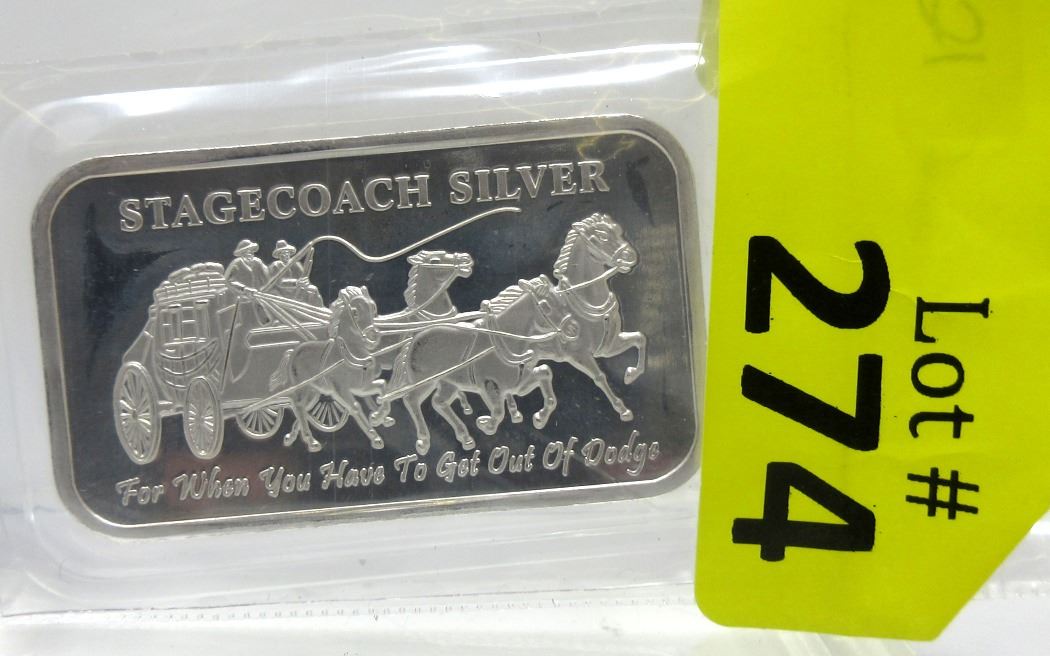 STAGECOACH SILVER
For When You Have To Get Out Of Dodge
Lot #
274